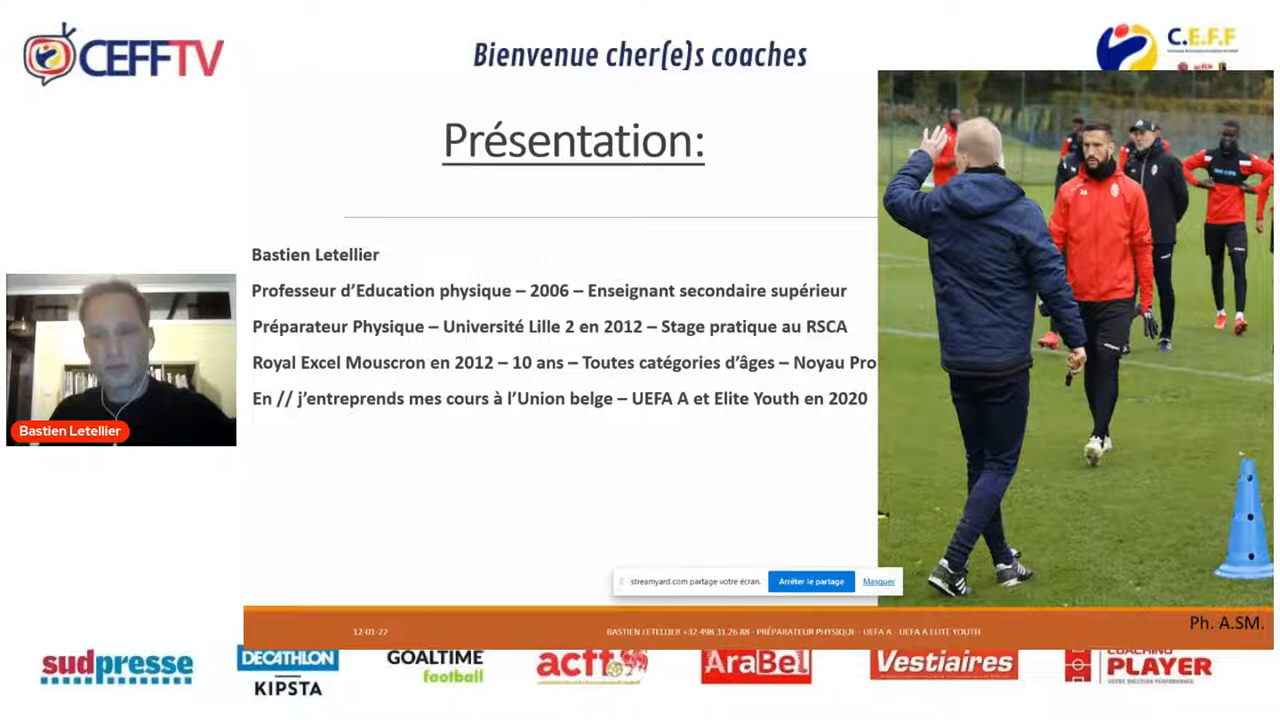 CEFFTV
Bienvenue cher(e)s coaches
C.E.F.F
Présentation:
Bastien Letellier
Professeur d’Education physique – 2006 – Enseignant secondaire supérieur
Préparateur Physique – Université Lille 2 en 2012 – Stage pratique au RSCA
Royal Excel Mouscron en 2012 – 10 ans – Toutes catégories d’âges – Noyau Pro
En // j’entreprends mes cours à l’Union belge – UEFA A et Elite Youth en 2020
Bastien Letellier
streamyard.com partage votre écran.
Arrêter le partage
Masquer
12-01-22
BASTIEN LETELLIER +32 498 31 26 88 - PRÉPARATEUR PHYSIQUE - UEFA A - UEFA A ELITE YOUTH
Ph. A.SM.
sudpresse
DECATHLON
KIPSTA
GOALTIME
football
acff
AraBel
Vestiaires
COACHING
PLAYER